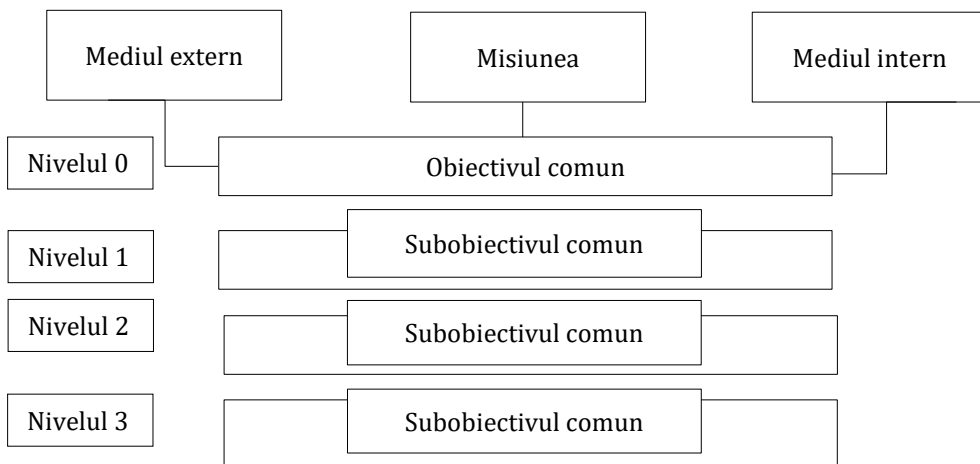 Mediul extern
Misiunea
Mediul intern
Nivelul 0
Obiectivul comun
Nivelul 1
Subobiectivul comun
Nivelul 2
Subobiectivul comun
Nivelul 3
Subobiectivul comun